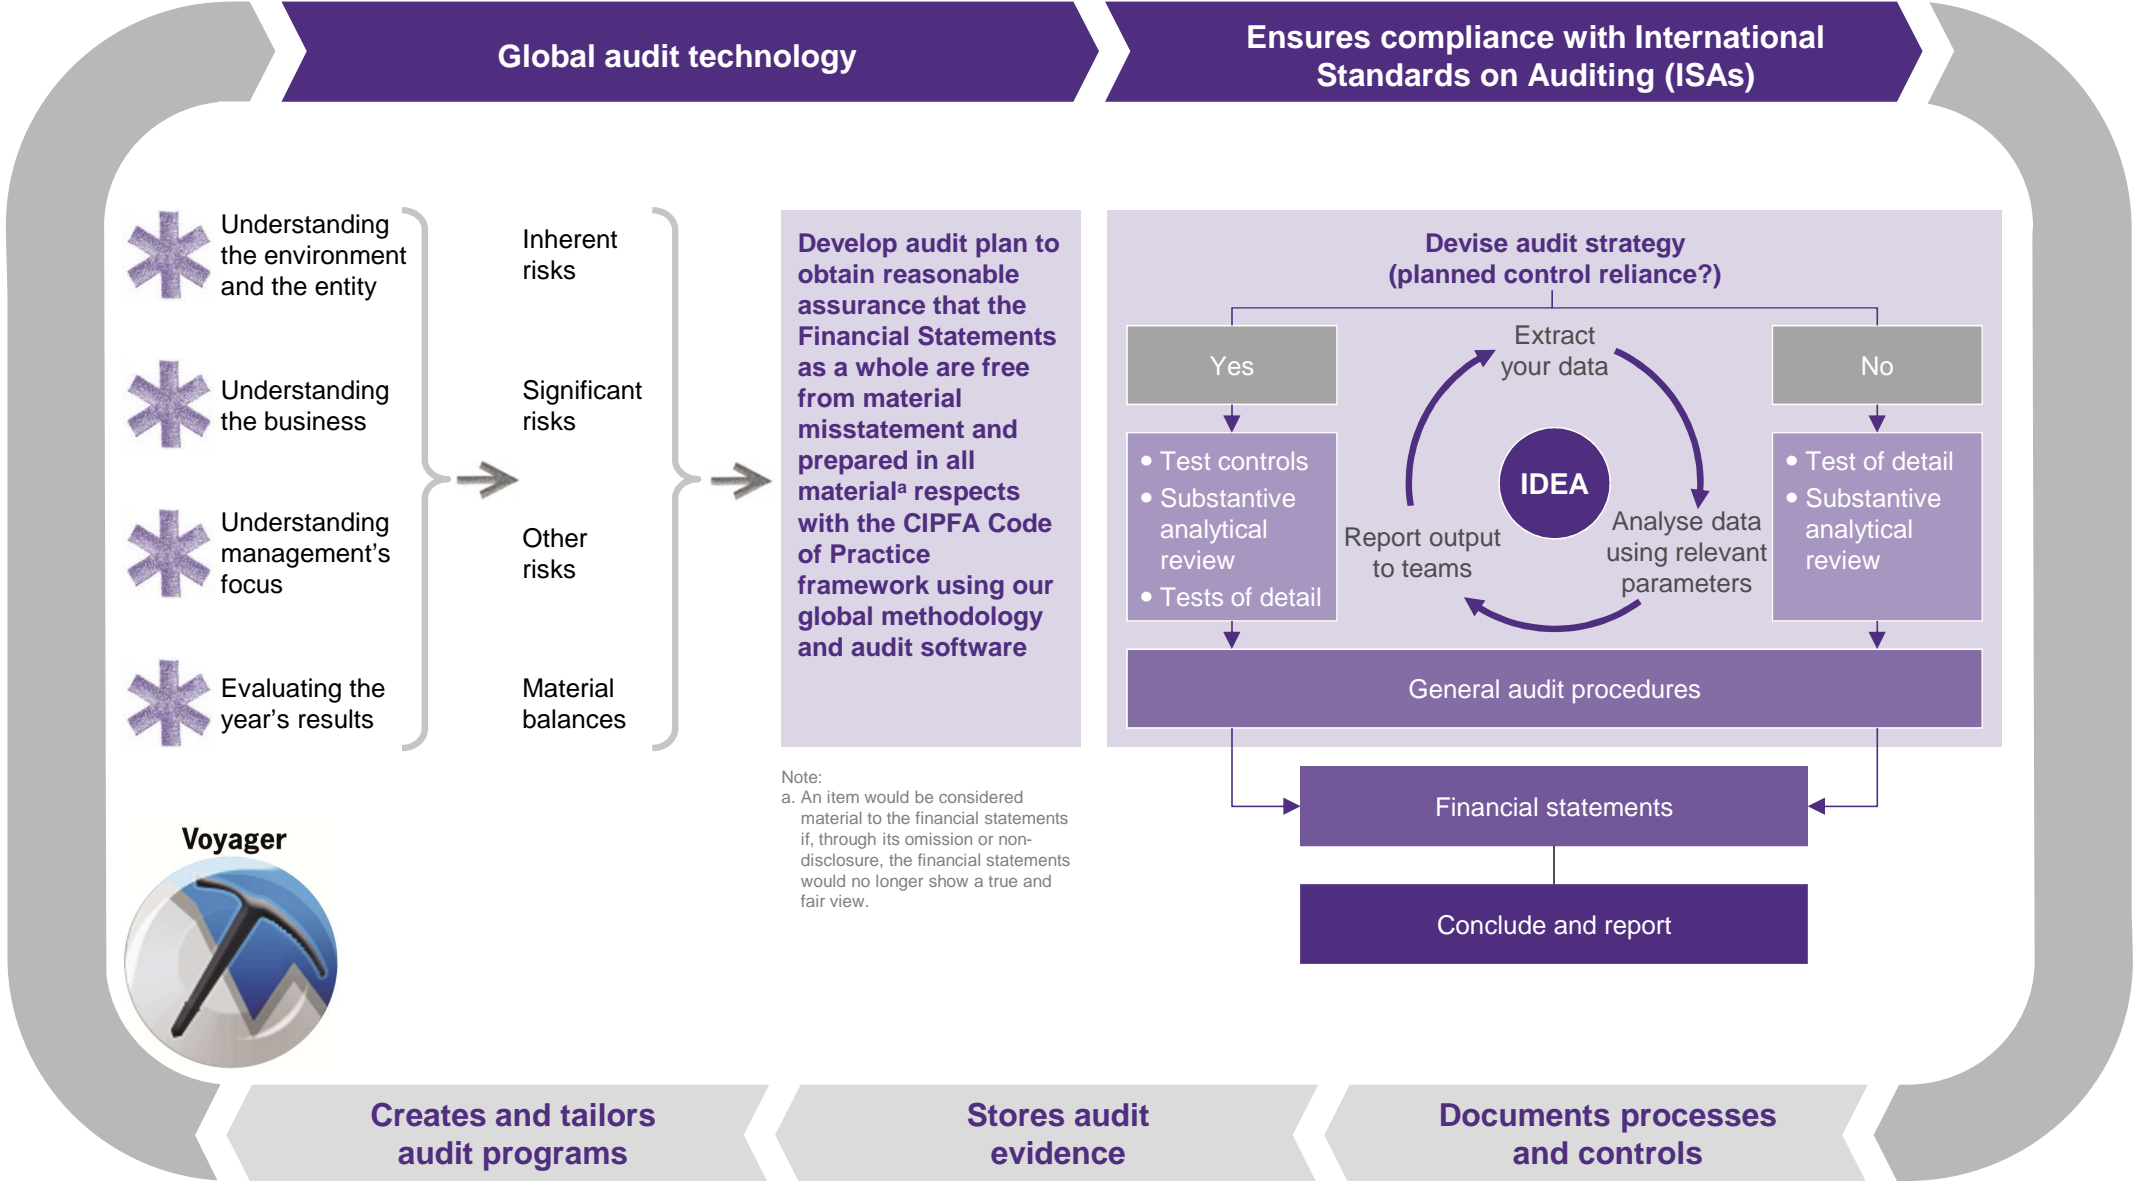 Global audit technology
Ensures compliance with International
Standards on Auditing (ISAs)
Understanding
the environment
and the entity
Understanding
the business
Understanding
management's
focus
Evaluating the
year's results
Inherent
risks
Significant
risks
Other
risks
Material
balances
Develop audit plan to
obtain reasonable
assurance that the
Financial Statements
as a whole are free
from material
misstatement and
prepared in all
materialᵃ respects
with the CIPFA Code
of Practice
framework using our
global methodology
and audit software
Note:
a. An item would be considered
material to the financial statements
if, through its omission or non-
disclosure, the financial statements
would no longer show a true and
fair view.
Devise audit strategy
(planned control reliance?)
Yes
• Test controls
• Substantive
analytical
review
• Tests of detail
Extract
your data
IDEA
Analyse data
using relevant
parameters
Report output
to teams
No
• Test of detail
• Substantive
analytical
review
General audit procedures
Financial statements
Conclude and report
Voyager
Creates and tailors
audit programs
Stores audit
evidence
Documents processes
and controls